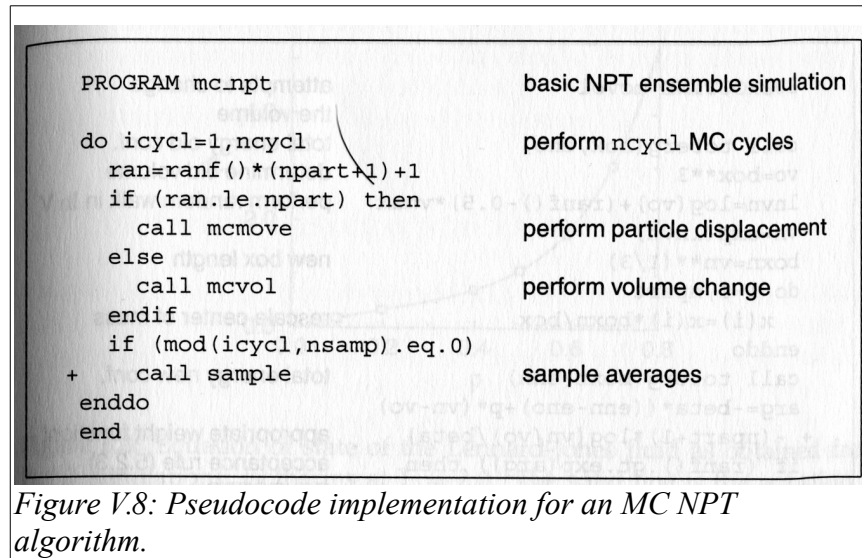 PROGRAM mc_npt basic NPT ensemble simulation
do icycl=1,ncycl perform ncycl MC cycles
ran=ranf()*(npart+1)+1
if (ran.le.npart) then
call mcmove perform particle displacement
else
call mcvol perform volume change
endif
if (mod(icycl,nsamp).eq.0)
+ call sample sample averages
enddo
end
Figure V.8: Pseudocode implementation for an MC NPT
algorithm.